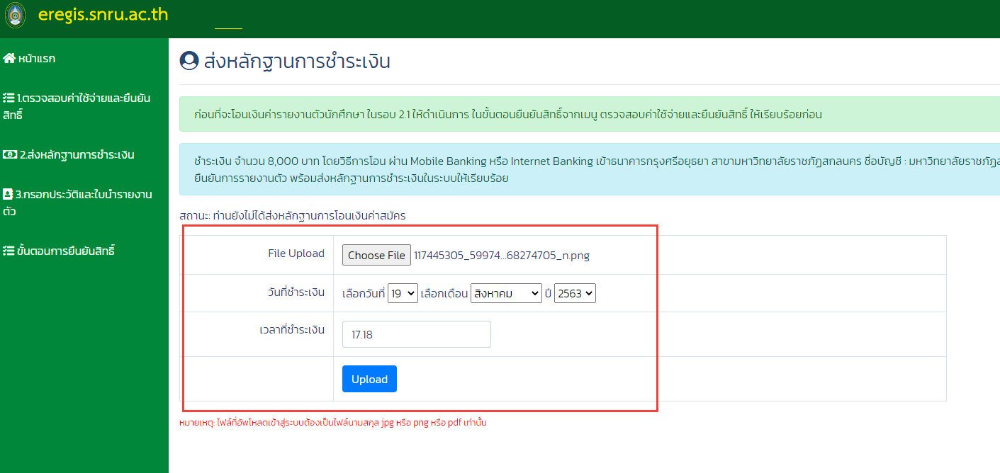 eregis.snru.ac.th
หน้าแรก
1.ตรวจสอบค่าใช้จ่ายและยืนยัน
สิทธิ์
2.ส่งหลักฐานการชำระเงิน
3.กรอกประวัติและใบนำรายงาน
ตัว
ขั้นตอนการยืนยันสิทธิ์
ส่งหลักฐานการชำระเงิน
ก่อนที่จะโอนเงินค่ารายงานตัวนักศึกษา ในรอบ 2.1 ให้ดำเนินการ ในขั้นตอนยืนยันสิทธิ์จากเมนู ตรวจสอบค่าใช้จ่ายและยืนยันสิทธิ์ ให้เรียบร้อยก่อน
ชำระเงิน จำนวน 8,000 บาท โดยวิธีการโอน ผ่าน Mobile Banking หรือ Internet Banking เข้าธนาคารกรุงศรีอยุธยา สาขามหาวิทยาลัยราชภัฏสกลนคร ชื่อบัญชี : มหาวิทยาลัยราชภัฏส
ยืนยันการรายงานตัว พร้อมส่งหลักฐานการชำระเงินในระบบให้เรียบร้อย
สถานะ: ท่านยังไม่ได้ส่งหลักฐานการโอนเงินค่าสมัคร
File Upload Choose File 117445305_59974...68274705_n.png
วันที่ชำระเงิน เลือกวันที่ 19 เลือกเดือน สิงหาคม ปี 2563
เวลาที่ชำระเงิน 17.18
Upload
หมายเหตุ: ไฟล์ที่อัพโหลดเข้าสู่ระบบต้องเป็นไฟล์นามสกุล jpg หรือ png หรือ pdf เท่านั้น